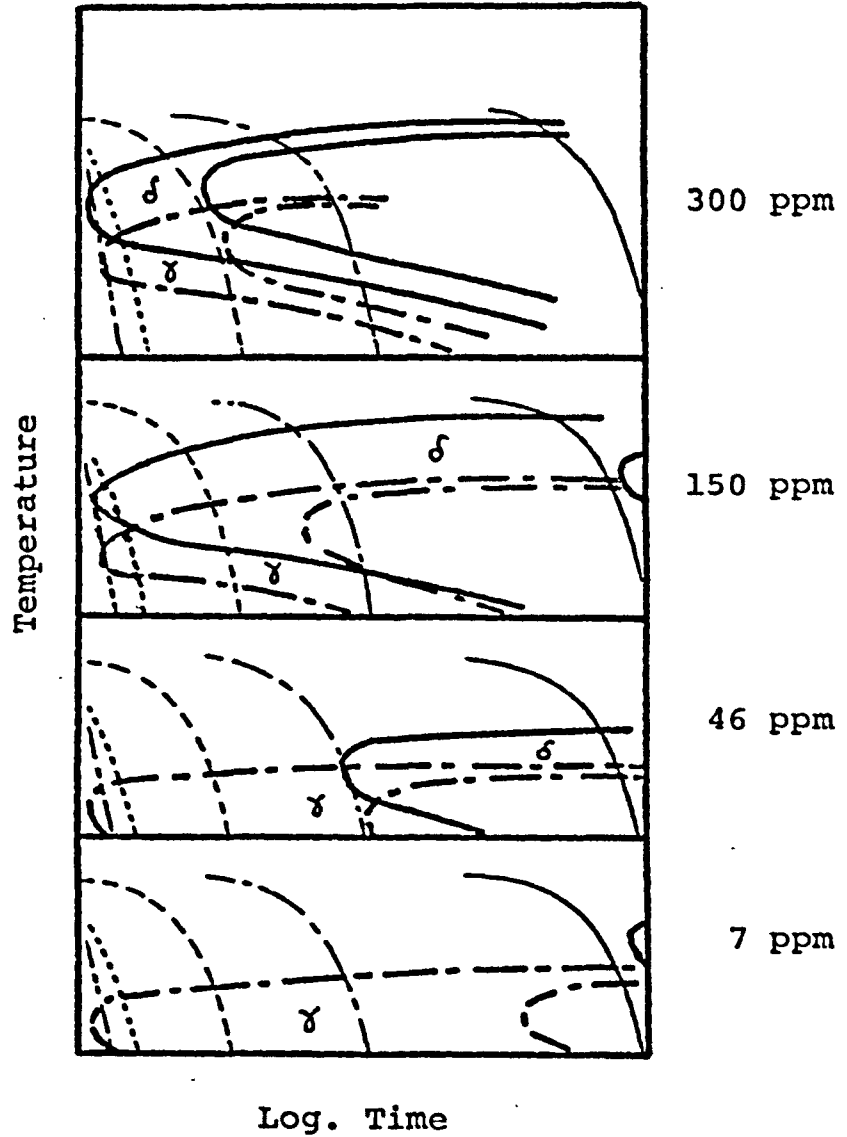 δ
300 ppm
γ
Temperature
δ
150 ppm
γ
46 ppm
δ
γ
7 ppm
γ
Log. Time